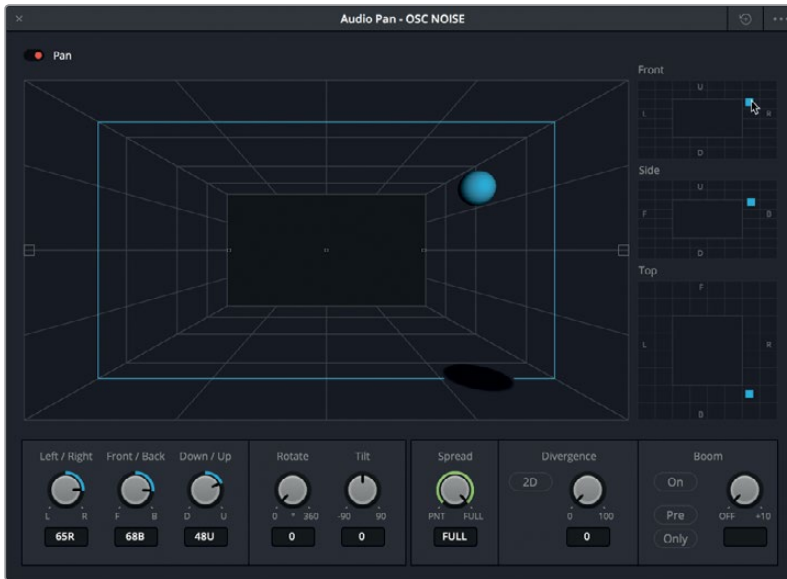 Audio Pan - OSC NOISE
Pan
Front
U
L R
D
Side
U
F B
D
Top
F
L R
B
Left / Right Front / Back Down / Up Rotate Tilt Spread Divergence Boom
2D On
L R F B D U 0 * 360 -90 90 PNT FULL 0 100 Pre OFF +10
65R 68B 48U 0 0 FULL 0 Only